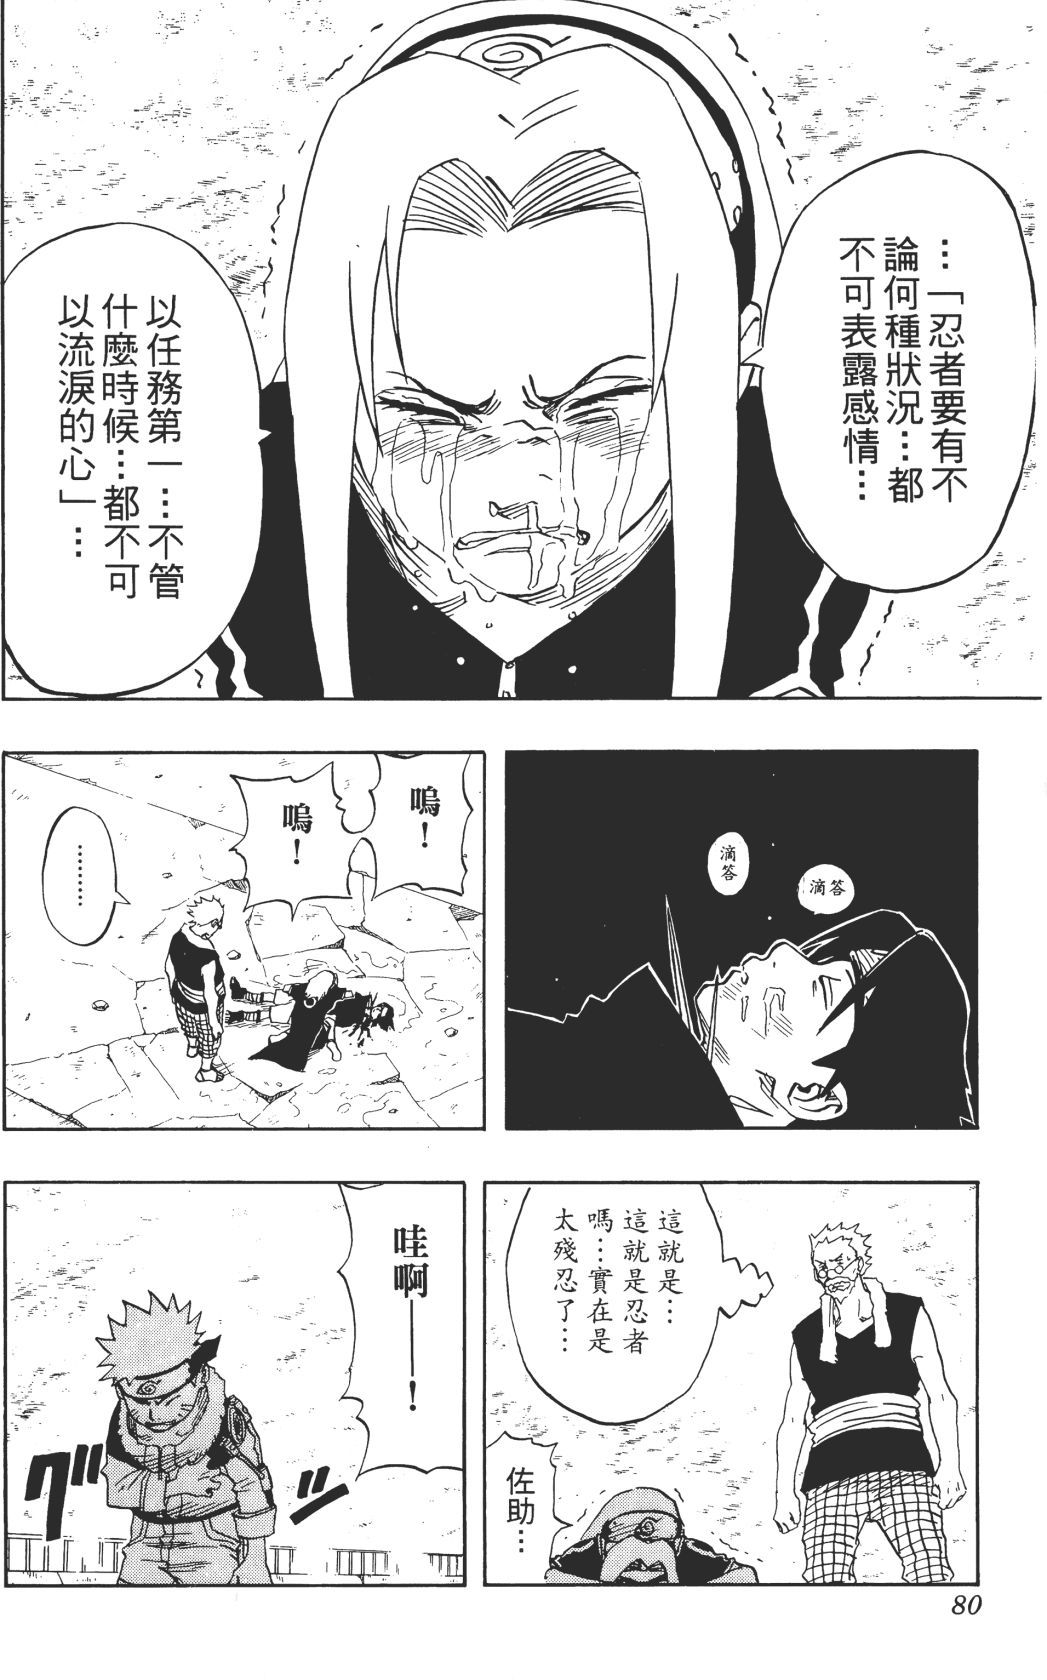 …「忍者要有不
論何種狀況…都
不可表露感情…
以任務第一…不管
什麼時候…都不可
以流淚的心」…
滴答
滴答
嗚！
嗚！
………
這就是…
這就是忍者
嗎…實在是
太殘忍了…
佐助…
哇啊——！
グッ
80